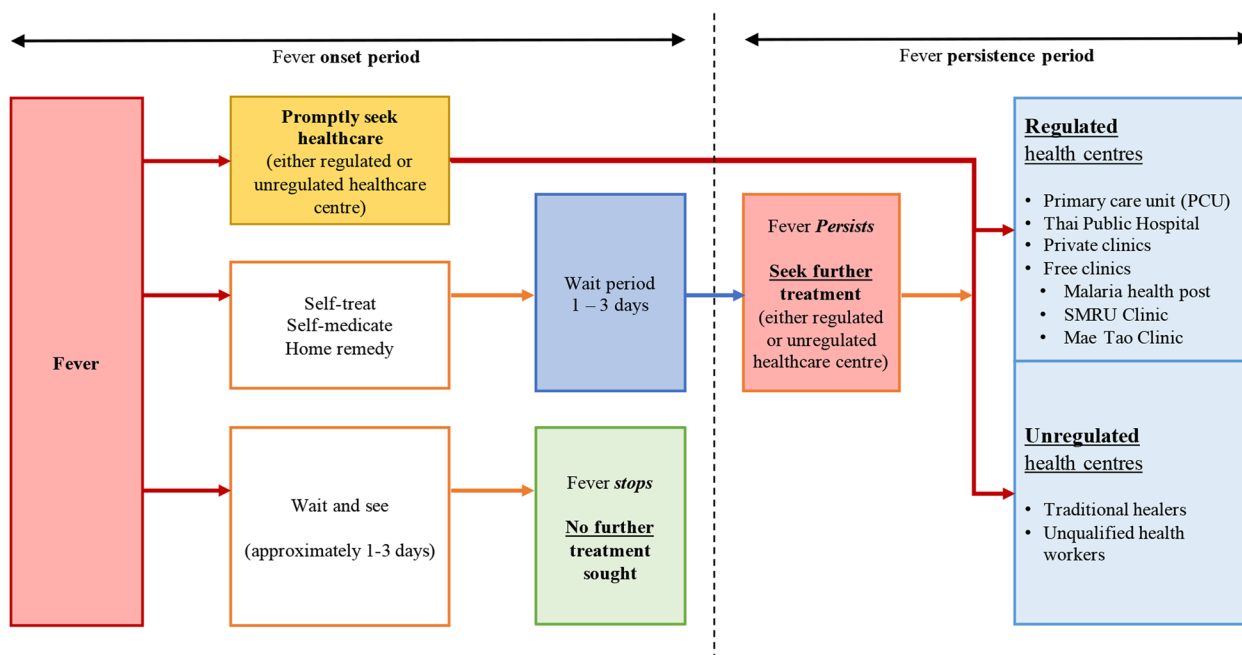 Fever onset period
Fever persistence period
Fever
Promptly seek
healthcare
(either regulated or
unregulated healthcare
centre)
Self-treat
Self-medicate
Home remedy
Wait and see
(approximately 1-3 days)
Wait period
1 – 3 days
Fever stops
No further
treatment
sought
Fever Persists
Seek further
treatment
(either regulated
or unregulated
healthcare centre)
Regulated
health centres
• Primary care unit (PCU)
• Thai Public Hospital
• Private clinics
• Free clinics
• Malaria health post
• SMRU Clinic
• Mae Tao Clinic
Unregulated
health centres
• Traditional healers
• Unqualified health
workers